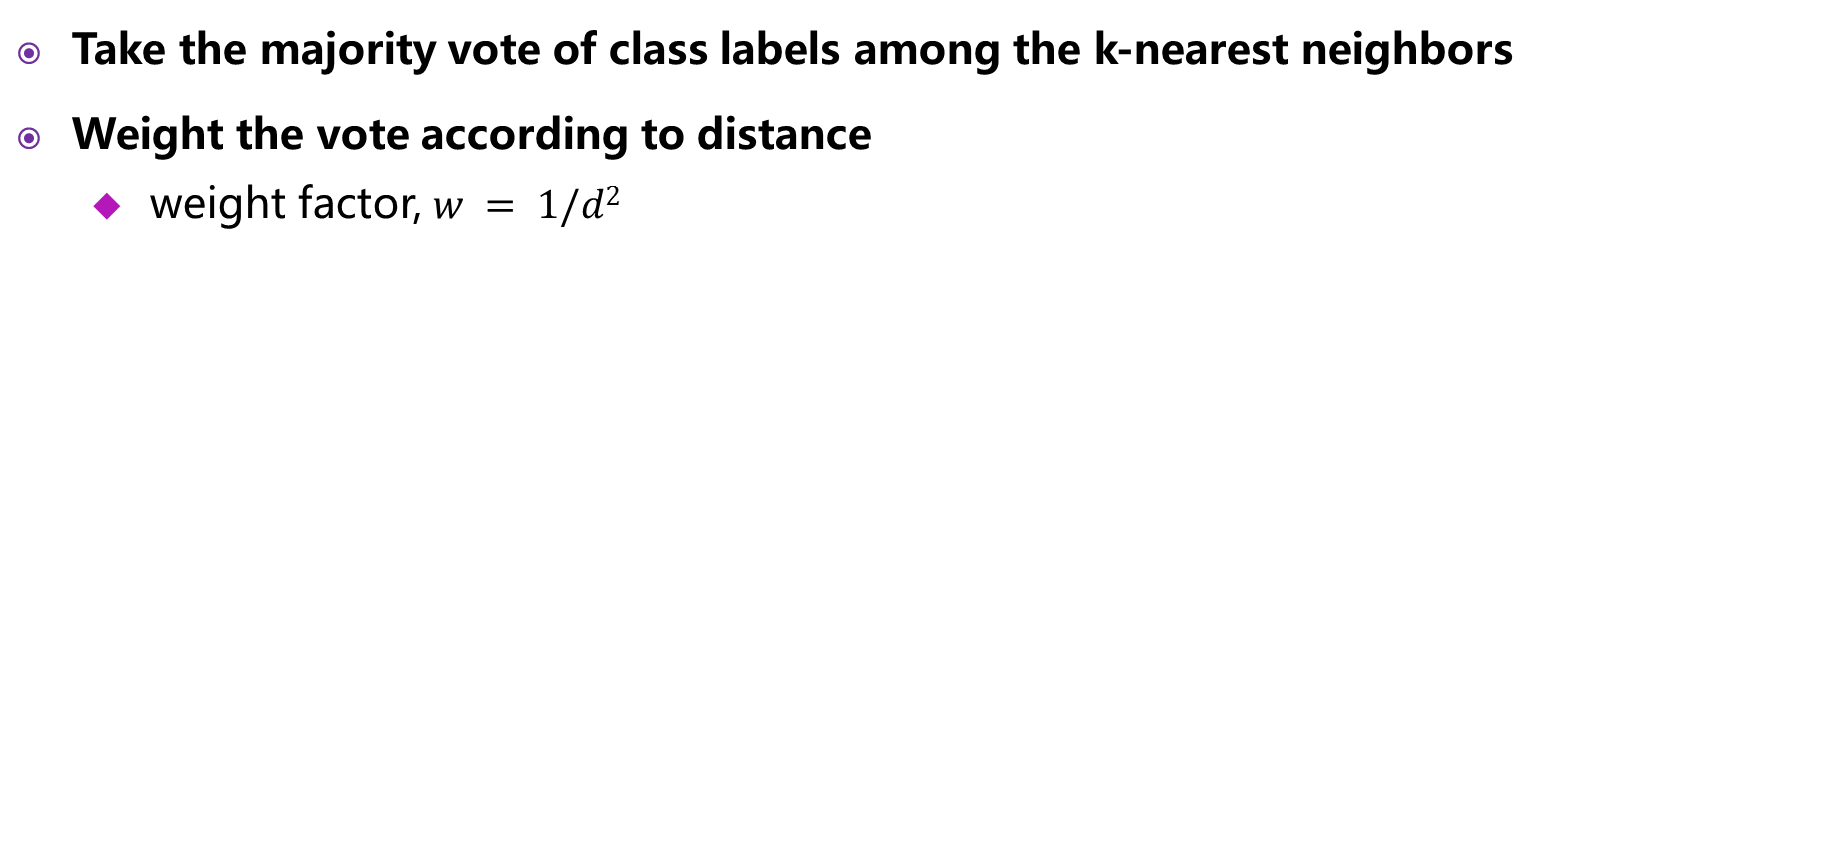 Take the majority vote of class labels among the k-nearest neighbors
Weight the vote according to distance
weight factor, w = 1/d²